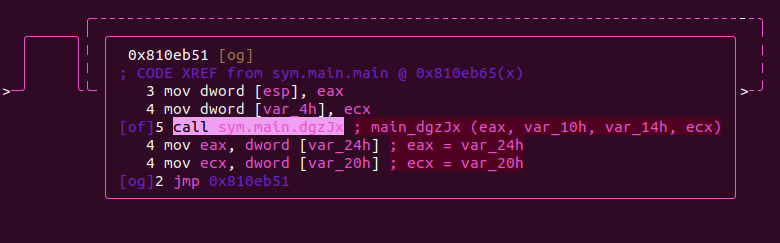 0x810eb51 [og]
; CODE XREF from sym.main.main @ 0x810eb65(x)
3 mov dword [esp], eax
> 4 mov dword [var_4h], ecx >
[of]5 call sym.main.dgzJx ; main_dgzJx (eax, var_10h, var_14h, ecx)
4 mov eax, dword [var_24h] ; eax = var_24h
4 mov ecx, dword [var_20h] ; ecx = var_20h
[og]2 jmp 0x810eb51